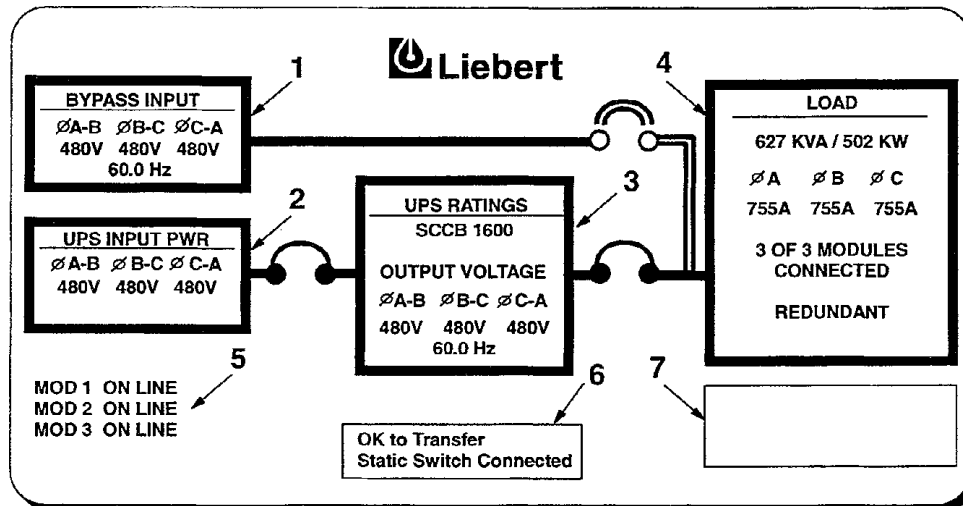 Liebert
1
BYPASS INPUT
ØA-B ØB-C ØC-A
480V 480V 480V
60.0 Hz
2
UPS INPUT PWR
ØA-B ØB-C ØC-A
480V 480V 480V
3
UPS RATINGS
SCCB 1600
OUTPUT VOLTAGE
ØA-B ØB-C ØC-A
480V 480V 480V
60.0 Hz
4
LOAD
627 KVA / 502 KW
ØA ØB ØC
755A 755A 755A
3 OF 3 MODULES
CONNECTED
REDUNDANT
5
MOD 1 ON LINE
MOD 2 ON LINE
MOD 3 ON LINE
6
OK to Transfer
Static Switch Connected
7